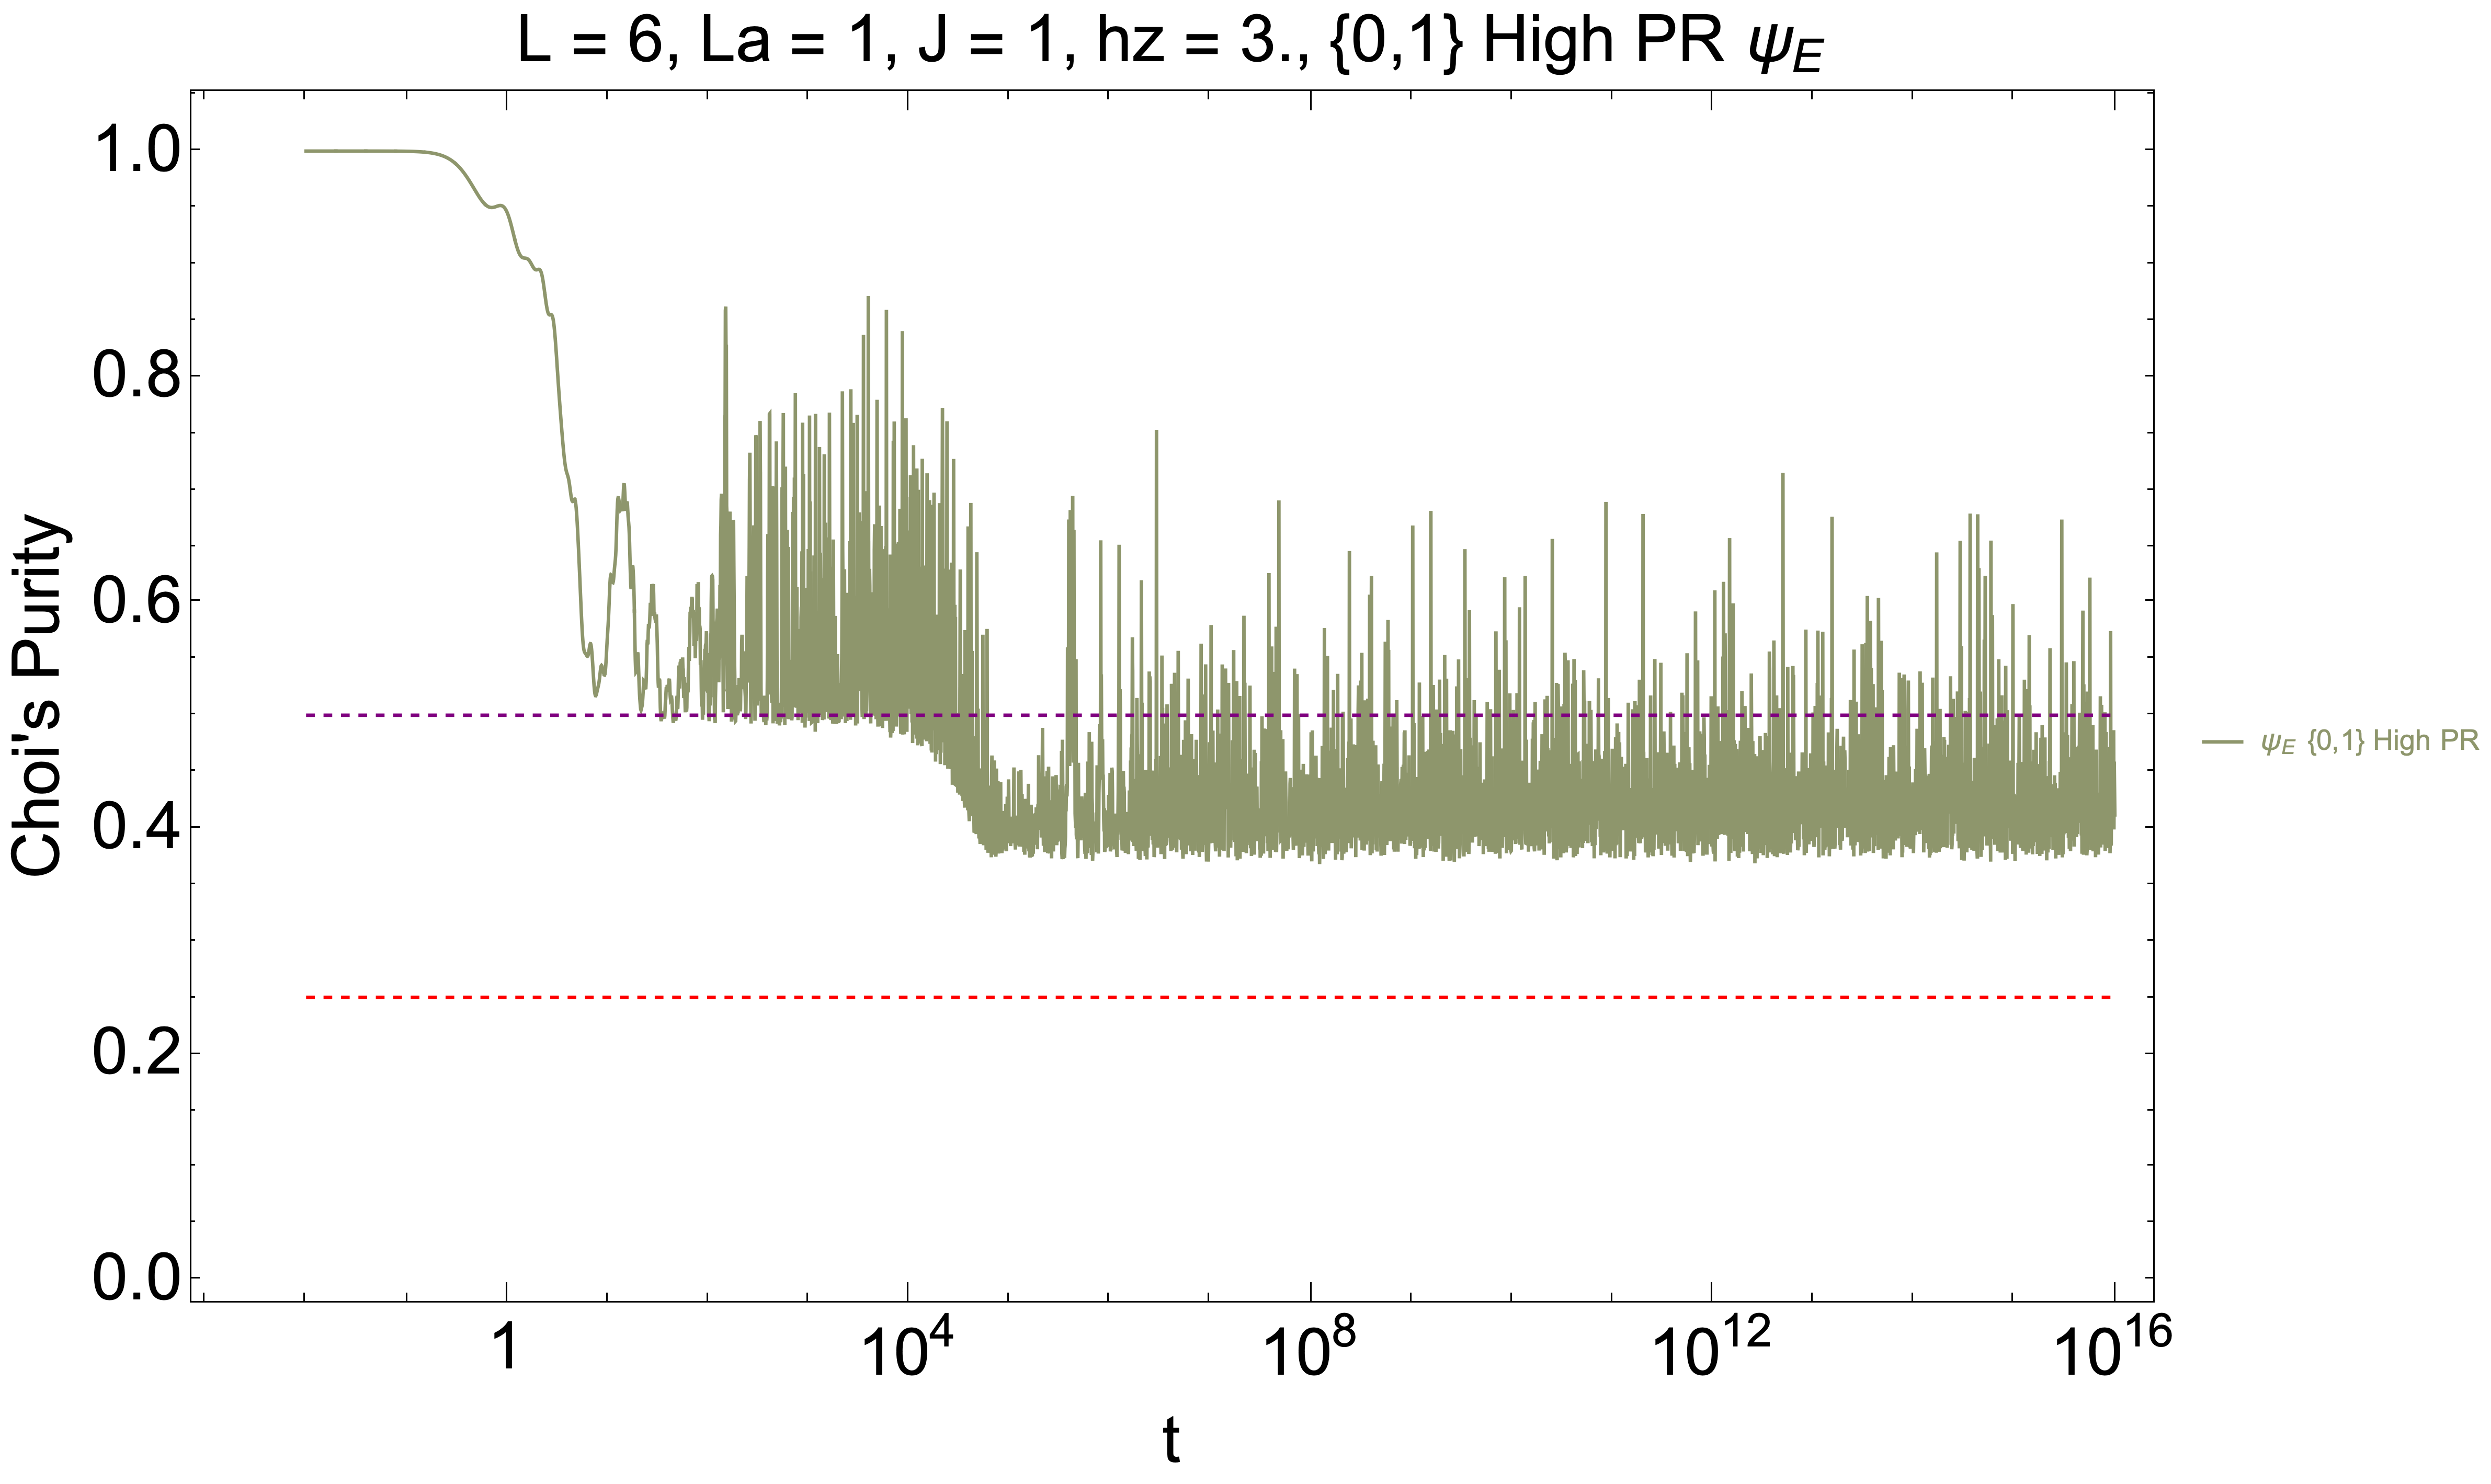 L = 6, La = 1, J = 1, hz = 3., {0,1} High PR ψE
Choi's Purity
1.0
0.8
0.6
0.4
0.2
0.0
1
10^4
10^8
10^12
10^16
t
ψE {0,1} High PR